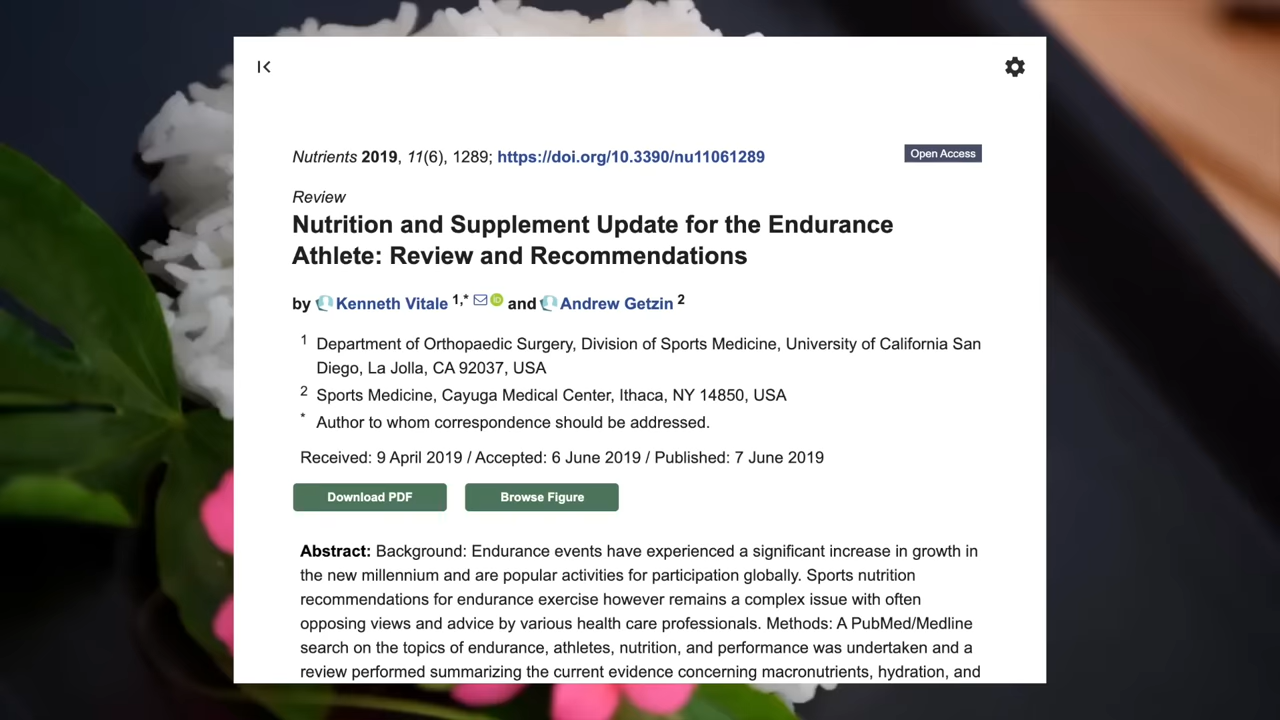 Nutrients 2019, 11(6), 1289; https://doi.org/10.3390/nu11061289
Open Access
Review
Nutrition and Supplement Update for the Endurance
Athlete: Review and Recommendations
by Kenneth Vitale 1,* iD and Andrew Getzin 2
1 Department of Orthopaedic Surgery, Division of Sports Medicine, University of California San
Diego, La Jolla, CA 92037, USA
2 Sports Medicine, Cayuga Medical Center, Ithaca, NY 14850, USA
* Author to whom correspondence should be addressed.
Received: 9 April 2019 / Accepted: 6 June 2019 / Published: 7 June 2019
Download PDF
Browse Figure
Abstract: Background: Endurance events have experienced a significant increase in growth in
the new millennium and are popular activities for participation globally. Sports nutrition
recommendations for endurance exercise however remains a complex issue with often
opposing views and advice by various health care professionals. Methods: A PubMed/Medline
search on the topics of endurance, athletes, nutrition, and performance was undertaken and a
review performed summarizing the current evidence concerning macronutrients, hydration, and